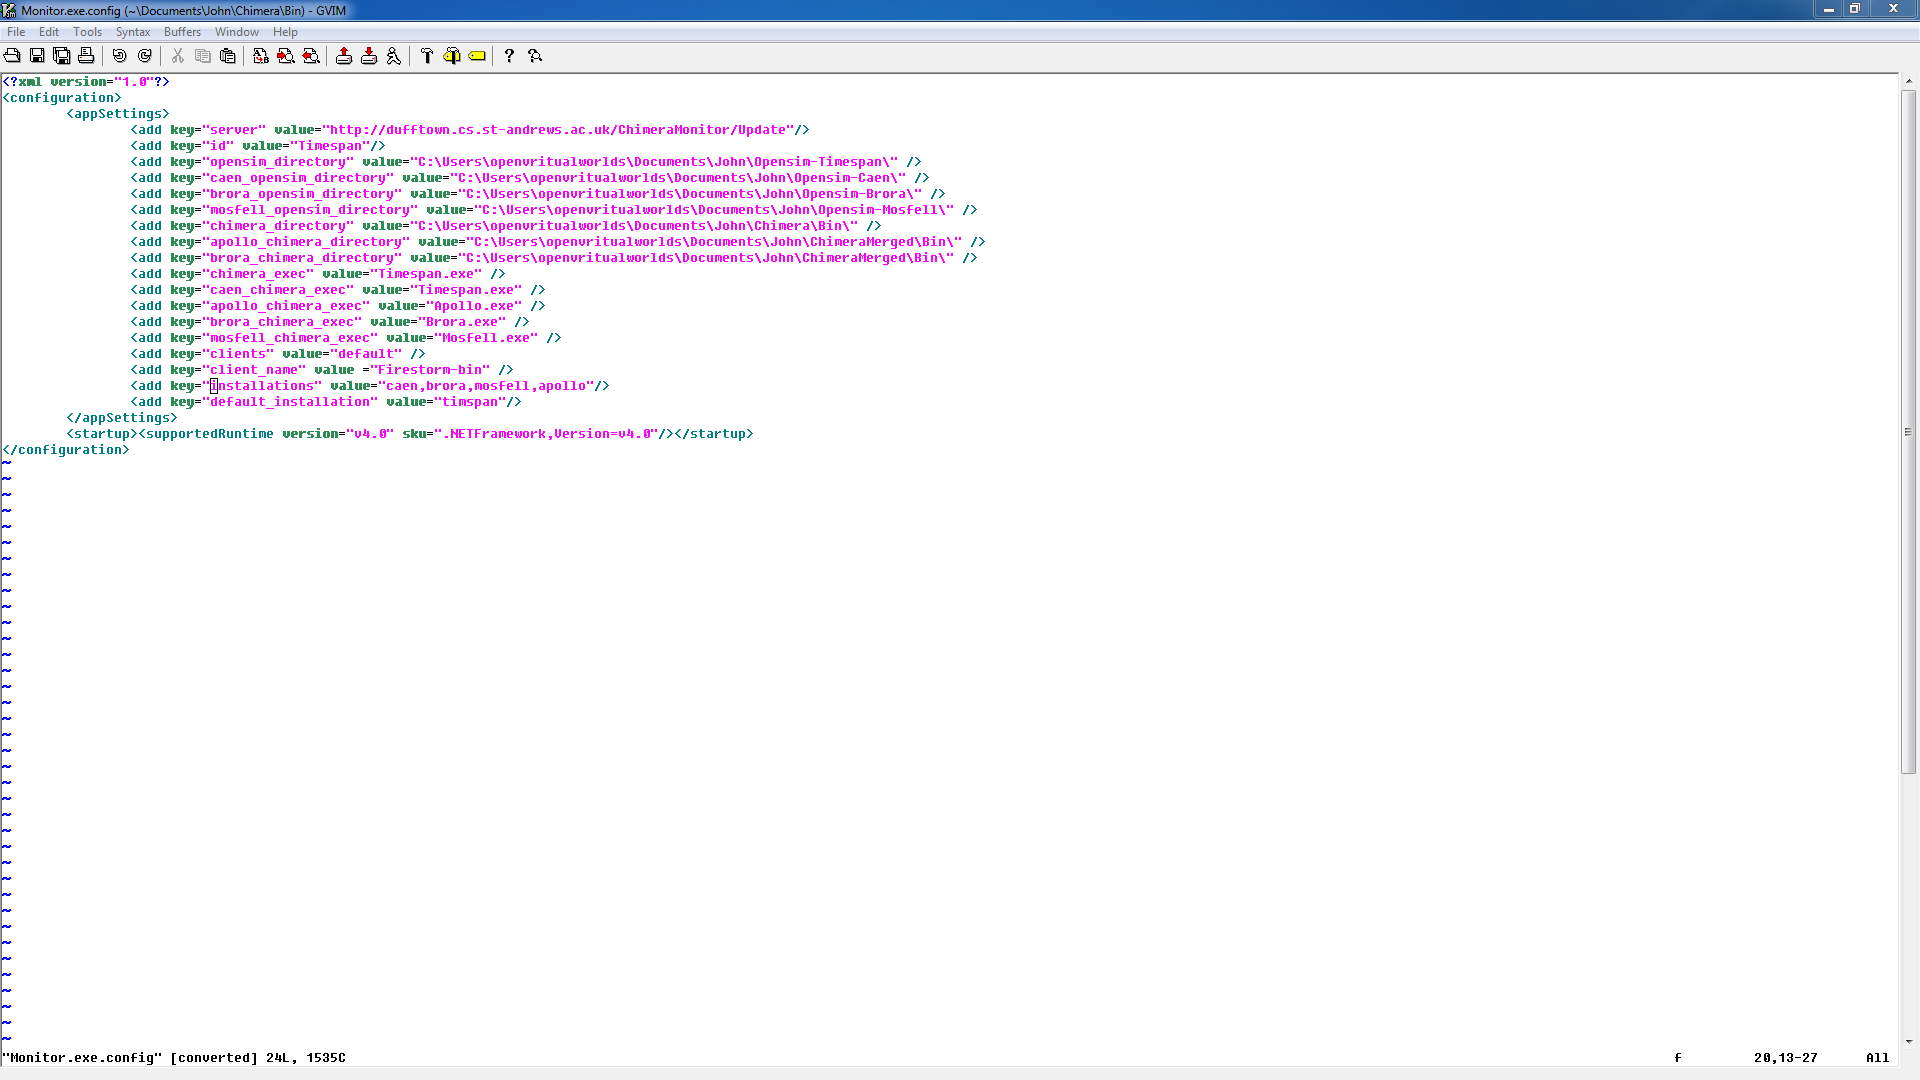 Monitor.exe.config (~\Documents\John\Chimera\Bin) - GVIM
File Edit Tools Syntax Buffers Window Help
<?xml version="1.0"?>
<configuration>
<appSettings>
<add key="server" value="http://dufftown.cs.st-andrews.ac.uk/ChimeraMonitor/Update"/>
<add key="id" value="Timespan"/>
<add key="opensim_directory" value="C:\Users\openvritualworlds\Documents\John\Opensim-Timespan\" />
<add key="caen_opensim_directory" value="C:\Users\openvritualworlds\Documents\John\Opensim-Caen\" />
<add key="brora_opensim_directory" value="C:\Users\openvritualworlds\Documents\John\Opensim-Brora\" />
<add key="mosfell_opensim_directory" value="C:\Users\openvritualworlds\Documents\John\Opensim-Mosfell\" />
<add key="chimera_directory" value="C:\Users\openvritualworlds\Documents\John\Chimera\Bin\" />
<add key="apollo_chimera_directory" value="C:\Users\openvritualworlds\Documents\John\ChimeraMerged\Bin\" />
<add key="brora_chimera_directory" value="C:\Users\openvritualworlds\Documents\John\ChimeraMerged\Bin\" />
<add key="chimera_exec" value="Timespan.exe" />
<add key="caen_chimera_exec" value="Timespan.exe" />
<add key="apollo_chimera_exec" value="Apollo.exe" />
<add key="brora_chimera_exec" value="Brora.exe" />
<add key="mosfell_chimera_exec" value="Mosfell.exe" />
<add key="clients" value="default" />
<add key="client_name" value ="Firestorm-bin" />
<add key="installations" value="caen,brora,mosfell,apollo"/>
<add key="default_installation" value="timspan"/>
</appSettings>
<startup><supportedRuntime version="v4.0" sku=".NETFramework,Version=v4.0"/></startup>
</configuration>
"Monitor.exe.config" [converted] 24L, 1535C f 20,13-27 All